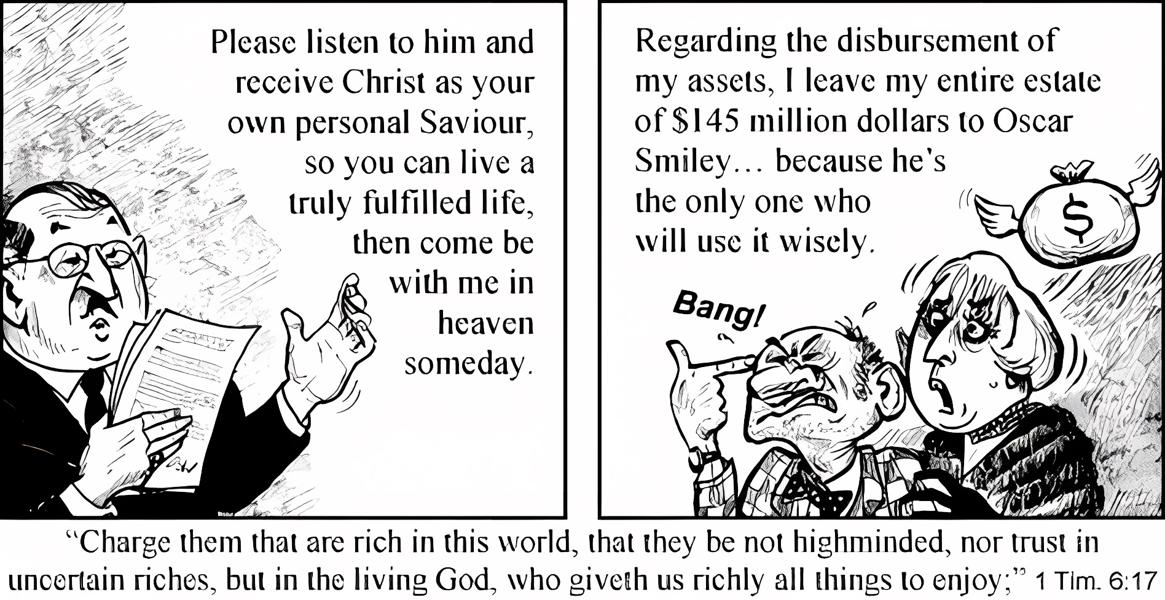 Please listen to him and
receive Christ as your
own personal Saviour,
so you can live a
truly fulfilled life,
then come be
with me in
heaven
someday.
Regarding the disbursement of
my assets, I leave my entire estate
of $145 million dollars to Oscar
Smiley... because he's
the only one who
will use it wisely.
$
Bang!
"Charge them that are rich in this world, that they be not highminded, nor trust in
uncertain riches, but in the living God, who giveth us richly all things to enjoy;" 1 Tim. 6:17